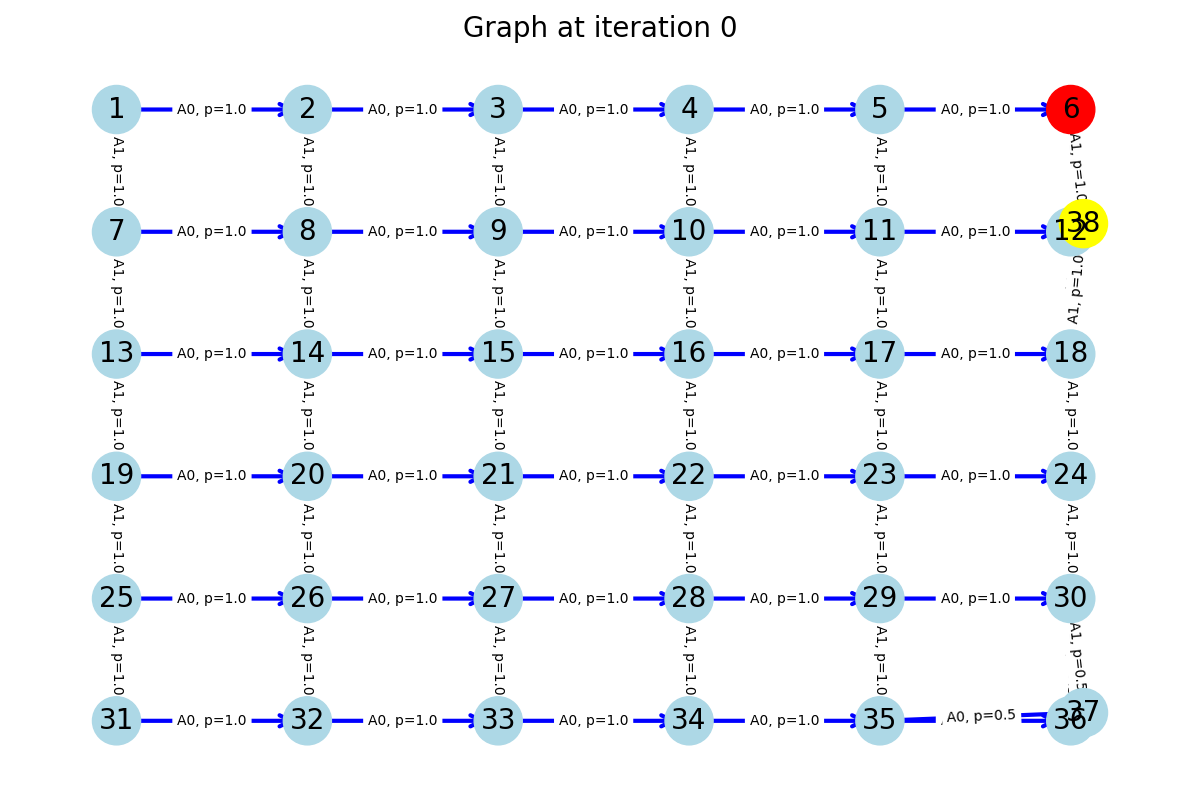 Graph at iteration 0
1 A0, p=1.0 2 A0, p=1.0 3 A0, p=1.0 4 A0, p=1.0 5 A0, p=1.0 6
A1, p=1.0 A1, p=1.0 A1, p=1.0 A1, p=1.0 A1, p=1.0 A1, p=1.0
7 A0, p=1.0 8 A0, p=1.0 9 A0, p=1.0 10 A0, p=1.0 11 A0, p=1.0 12 38
A1, p=1.0 A1, p=1.0 A1, p=1.0 A1, p=1.0 A1, p=1.0 A1, p=1.0
13 A0, p=1.0 14 A0, p=1.0 15 A0, p=1.0 16 A0, p=1.0 17 A0, p=1.0 18
A1, p=1.0 A1, p=1.0 A1, p=1.0 A1, p=1.0 A1, p=1.0 A1, p=1.0
19 A0, p=1.0 20 A0, p=1.0 21 A0, p=1.0 22 A0, p=1.0 23 A0, p=1.0 24
A1, p=1.0 A1, p=1.0 A1, p=1.0 A1, p=1.0 A1, p=1.0 A1, p=1.0
25 A0, p=1.0 26 A0, p=1.0 27 A0, p=1.0 28 A0, p=1.0 29 A0, p=1.0 30
A1, p=1.0 A1, p=1.0 A1, p=1.0 A1, p=1.0 A1, p=1.0 A1, p=0.5
31 A0, p=1.0 32 A0, p=1.0 33 A0, p=1.0 34 A0, p=1.0 35 A0, p=0.5 36 37